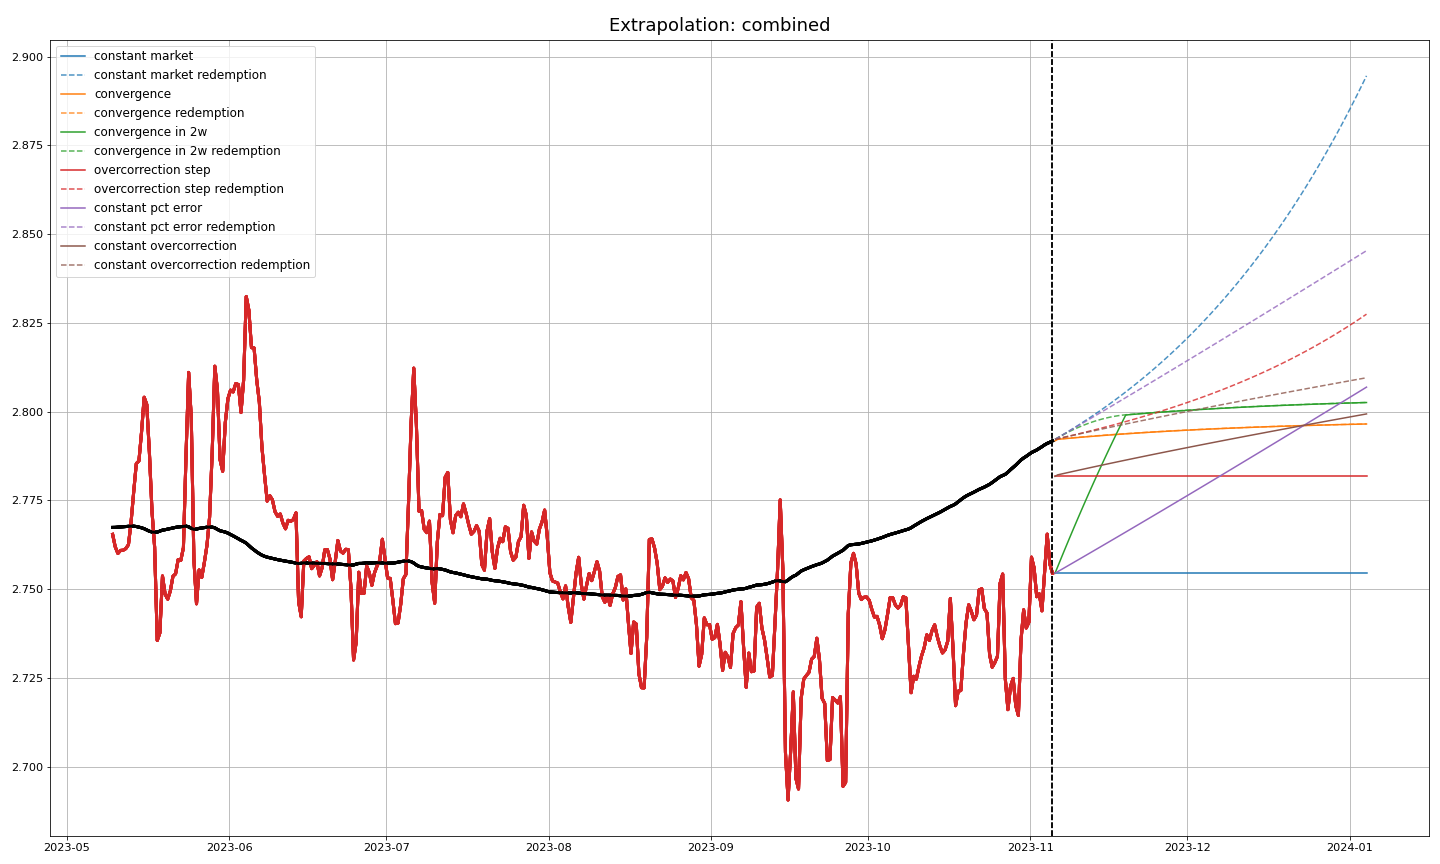 Extrapolation: combined
constant market
constant market redemption
convergence
convergence redemption
convergence in 2w
convergence in 2w redemption
overcorrection step
overcorrection step redemption
constant pct error
constant pct error redemption
constant overcorrection
constant overcorrection redemption
2.900
2.875
2.850
2.825
2.800
2.775
2.750
2.725
2.700
2023-05 2023-06 2023-07 2023-08 2023-09 2023-10 2023-11 2023-12 2024-01